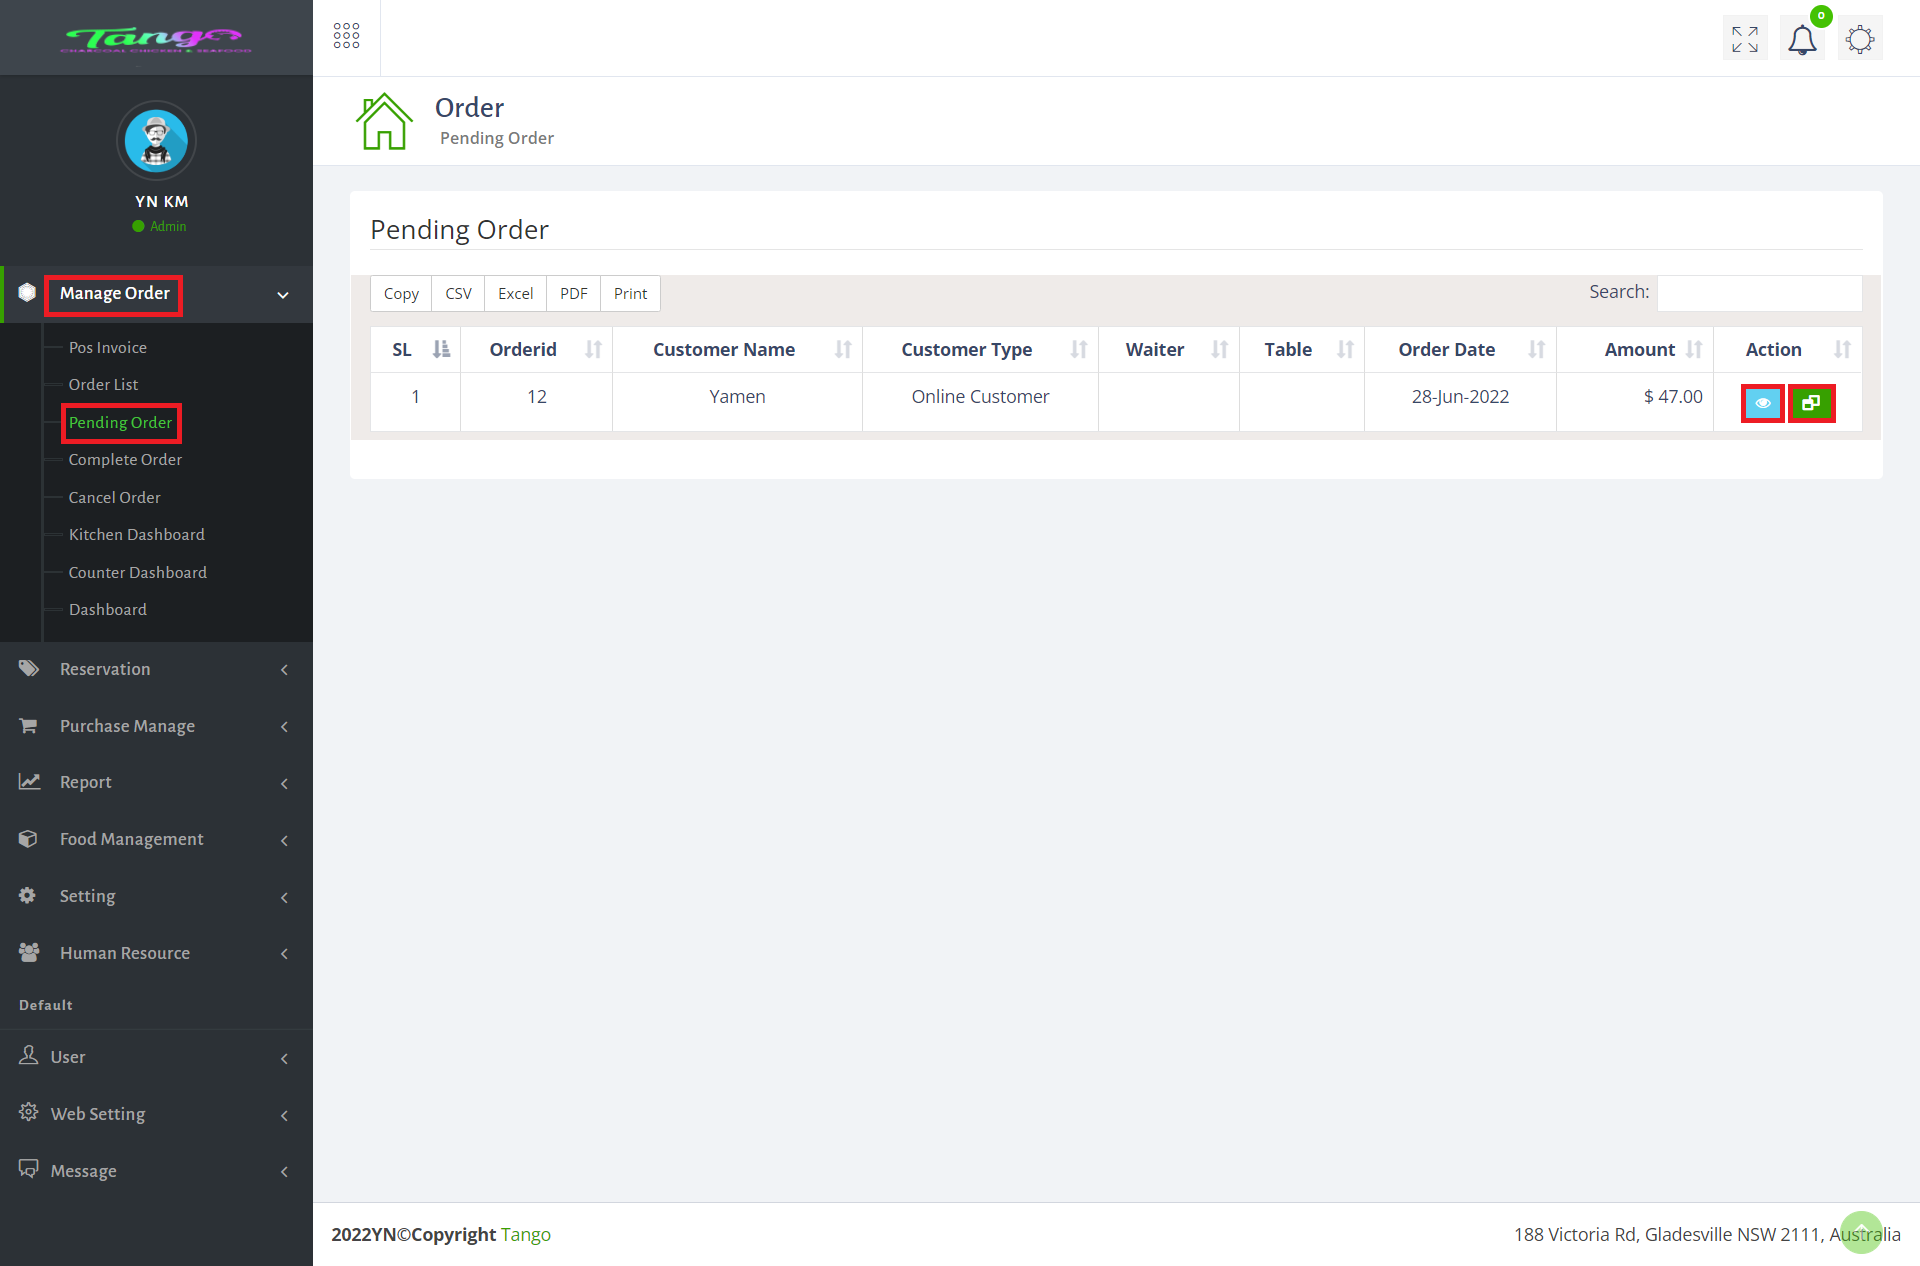 Tango
CHARCOAL CHICKEN & SEAFOOD
YN KM
Admin
Manage Order
Pos Invoice
Order List
Pending Order
Complete Order
Cancel Order
Kitchen Dashboard
Counter Dashboard
Dashboard
Reservation
Purchase Manage
Report
Food Management
Setting
Human Resource
Default
User
Web Setting
Message
0
Order
Pending Order
Pending Order
Copy CSV Excel PDF Print Search:
SL Orderid Customer Name Customer Type Waiter Table Order Date Amount Action
1 12 Yamen Online Customer 28-Jun-2022 $ 47.00
2022YN©Copyright Tango
188 Victoria Rd, Gladesville NSW 2111, Australia